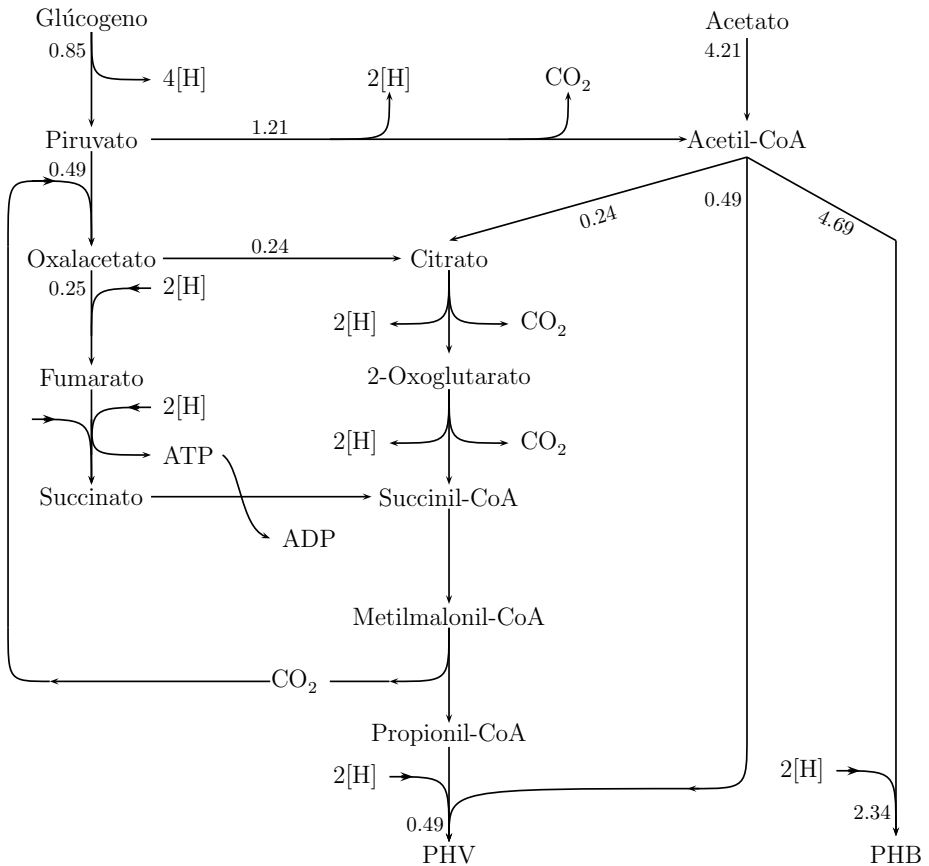 Glúcogeno
Acetato
0.85
4.21
4[H]
2[H]
CO₂
1.21
Piruvato
Acetil-CoA
0.49
0.49
0.24
4.69
0.24
Oxalacetato
Citrato
0.25
2[H]
2[H]
CO₂
Fumarato
2-Oxoglutarato
2[H]
2[H]
CO₂
ATP
Succinato
Succinil-CoA
ADP
Metilmalonil-CoA
CO₂
Propionil-CoA
2[H]
2[H]
0.49
2.34
PHV
PHB